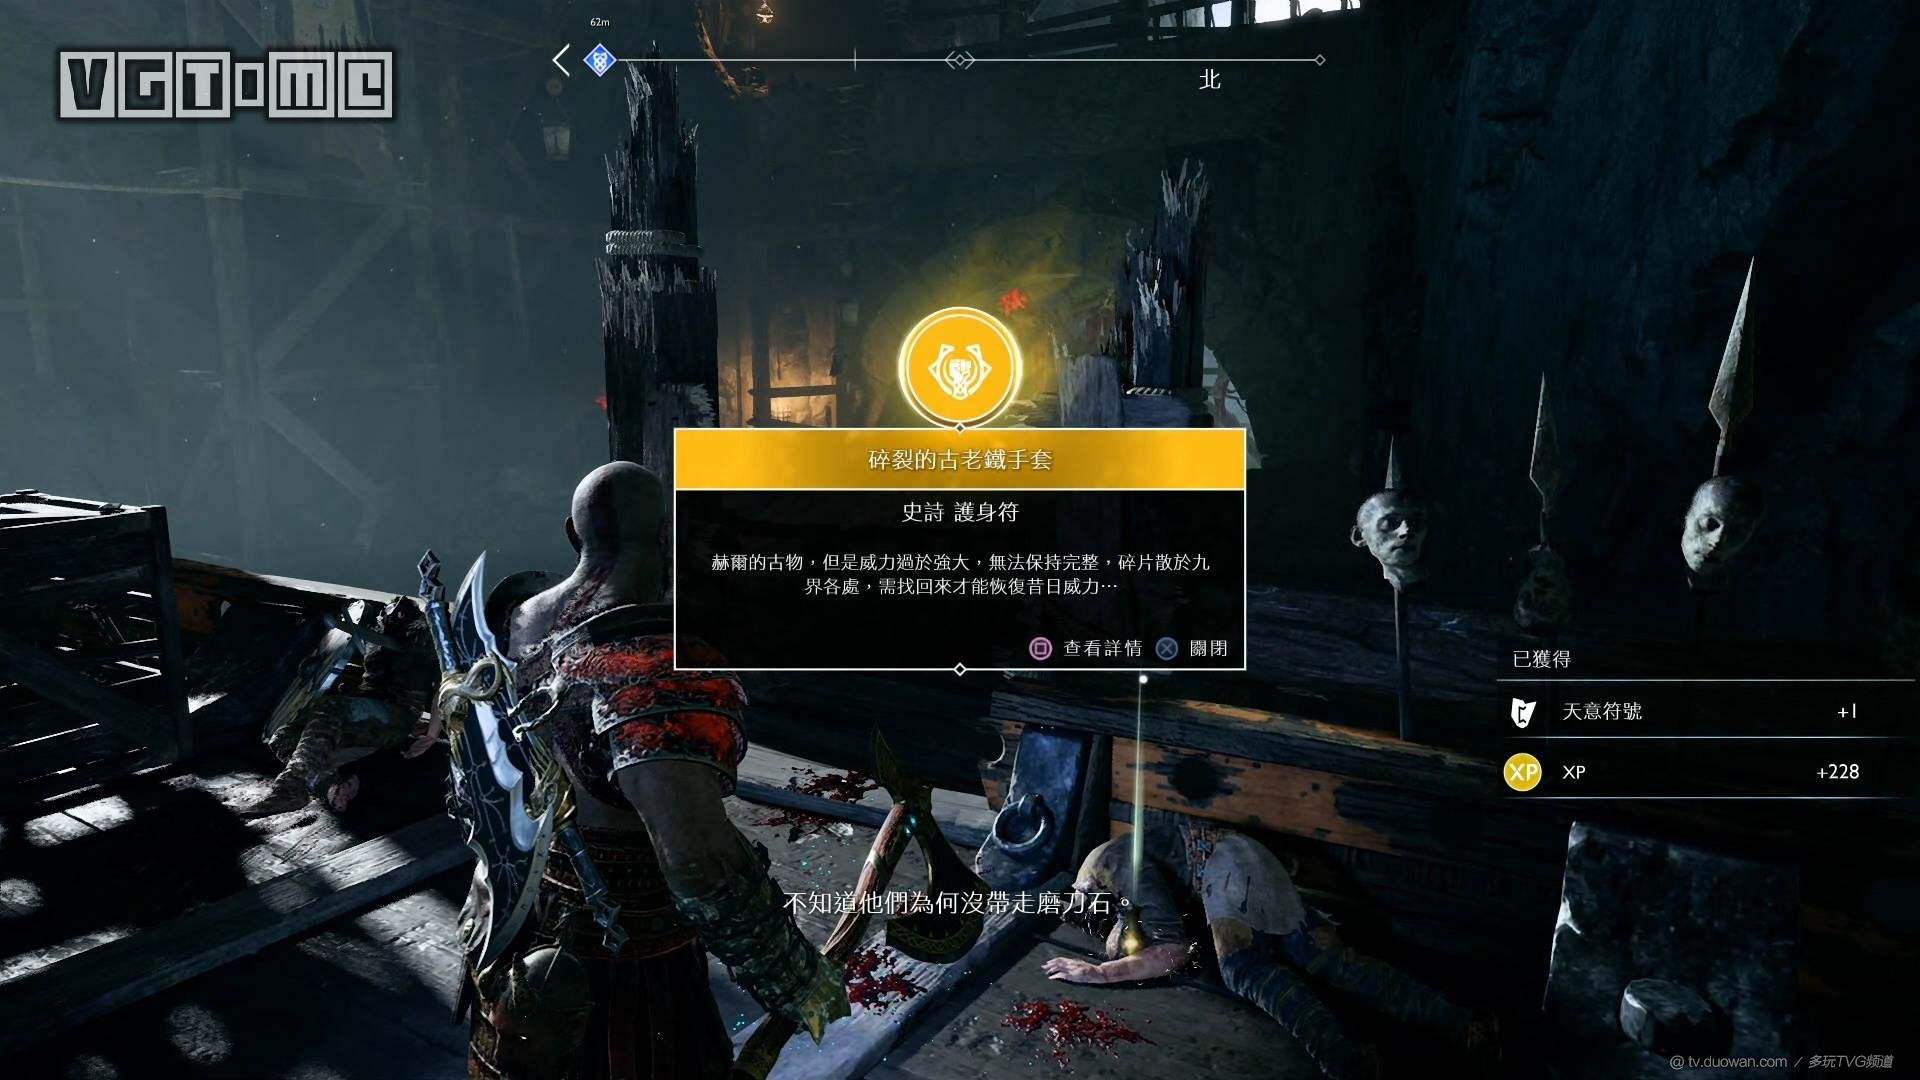 62m
VGTIME
北
碎裂的古老鐵手套
史詩 護身符
赫爾的古物，但是威力過於強大，無法保持完整，碎片散於九
界各處，需找回來才能恢復昔日威力…
查看詳情 關閉
已獲得
天意符號 +1
XP XP +228
不知道他們為何沒帶走磨刀石。
@ tv.duowan.com / 多玩TVG频道